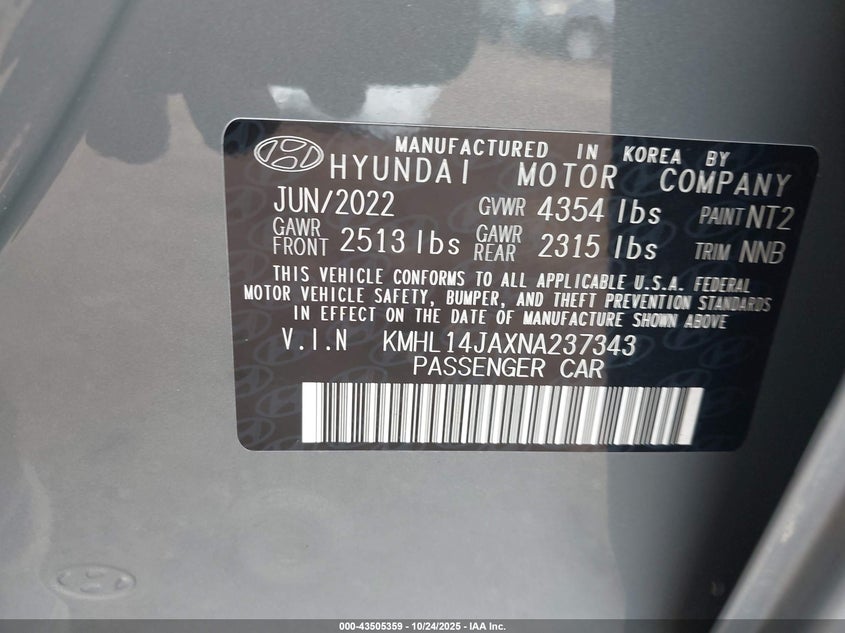 MANUFACTURED IN KOREA BY
HYUNDAI MOTOR COMPANY
JUN/2022 GVWR 4354 lbs PAINT NT2
GAWR FRONT 2513 lbs GAWR REAR 2315 lbs TRIM NNB
THIS VEHICLE CONFORMS TO ALL APPLICABLE U.S.A. FEDERAL
MOTOR VEHICLE SAFETY, BUMPER, AND THEFT PREVENTION STANDARDS
IN EFFECT ON THE DATE OF MANUFACTURE SHOWN ABOVE
V.I.N KMHL14JAXNA237343
PASSENGER CAR
000-43505359 - 10/24/2025 - IAA Inc.